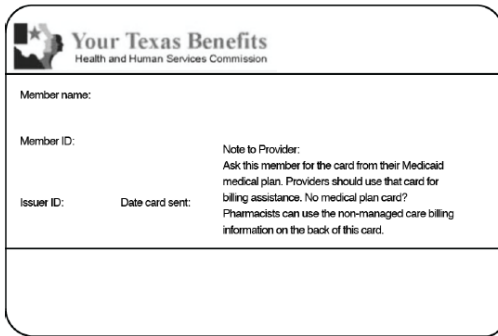 Your Texas Benefits
Health and Human Services Commission
Member name:
Member ID:
Note to Provider:
Ask this member for the card from their Medicaid
medical plan. Providers should use that card for
billing assistance. No medical plan card?
Pharmacists can use the non-managed care billing
information on the back of this card.
Issuer ID: Date card sent: